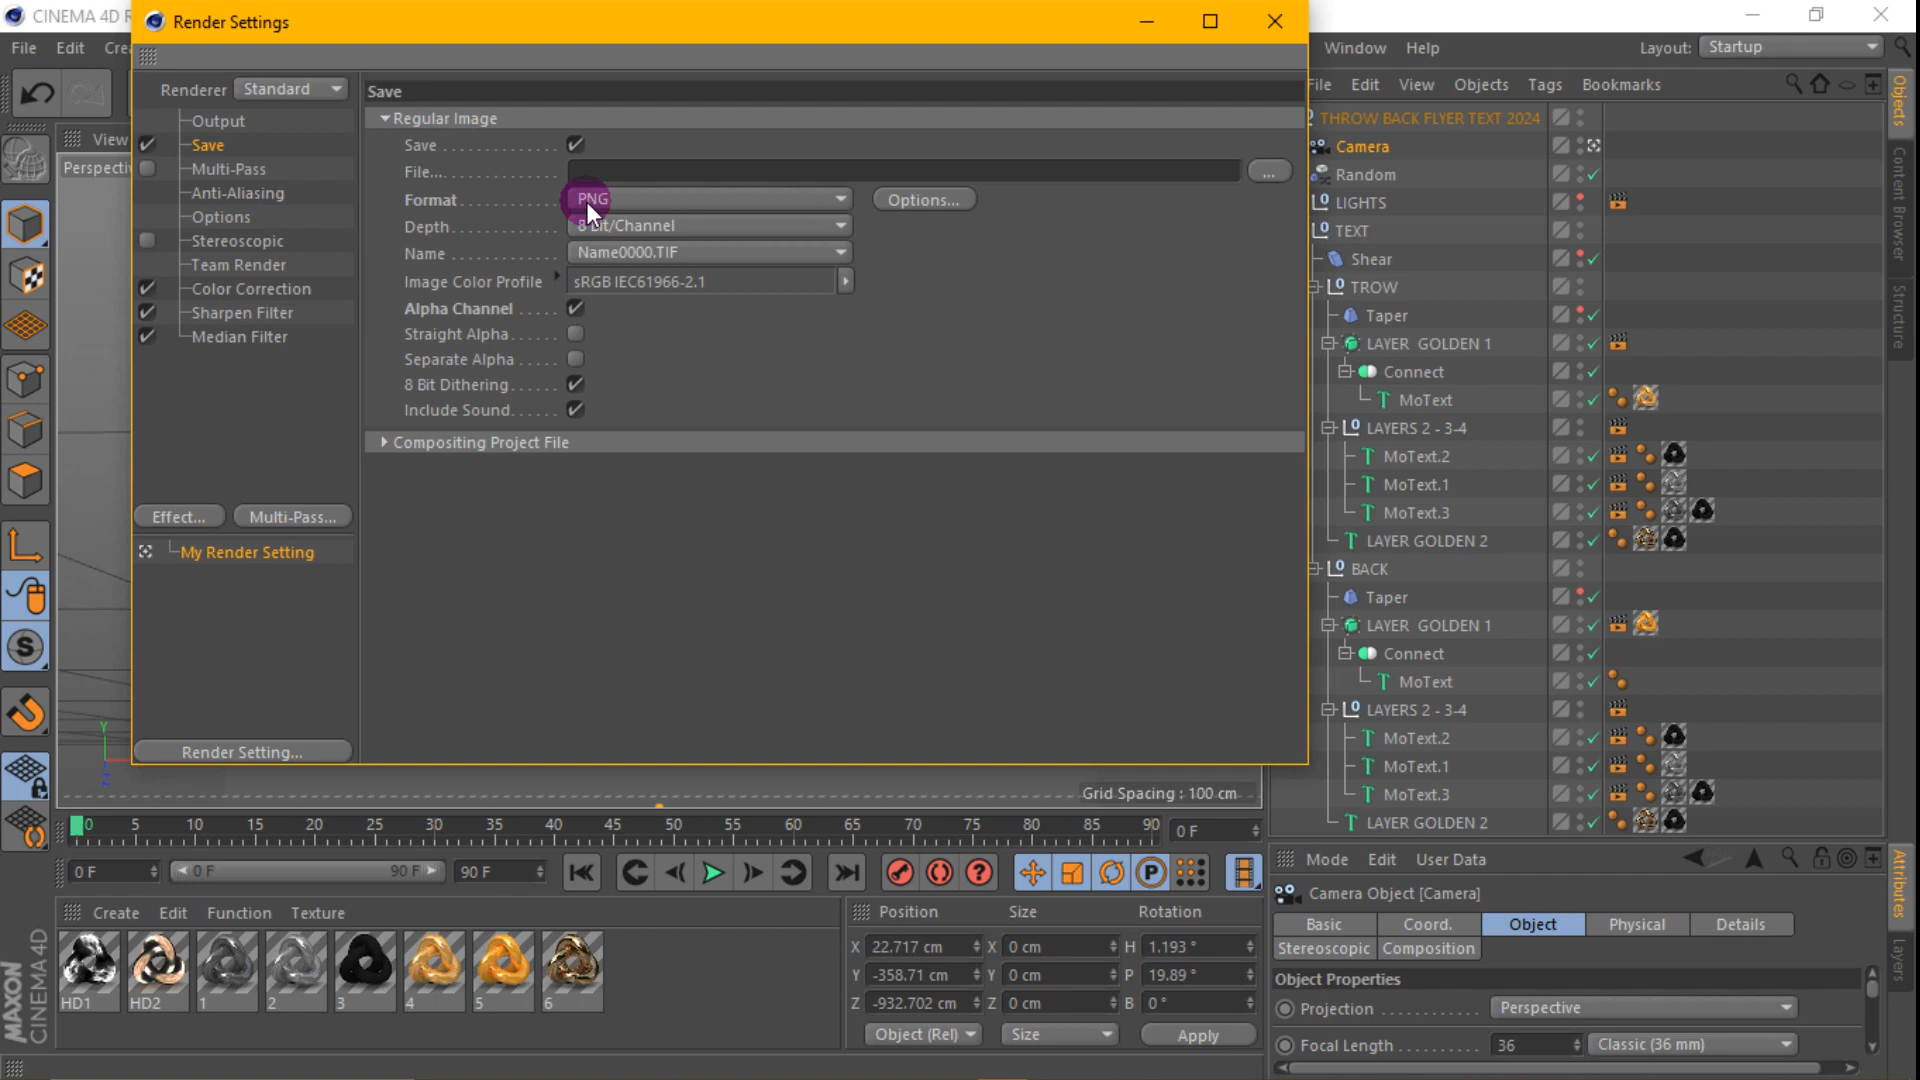 CINEMA 4D R
Render Settings
File Edit Crea
Window Help
Layout: Startup
Renderer Standard
Save
File Edit View Objects Tags Bookmarks
Output
Regular Image
THROW BACK FLYER TEXT 2024
View
Save
Save
Camera
Perspectiv
Multi-Pass
File...
...
Random
Anti-Aliasing
Format
PNG
Options...
LIGHTS
Options
Depth
8 Bit/Channel
TEXT
Stereoscopic
Name
Name0000.TIF
Shear
Team Render
Image Color Profile
sRGB IEC61966-2.1
TROW
Color Correction
Alpha Channel
Taper
Sharpen Filter
Straight Alpha
LAYER GOLDEN 1
Median Filter
Separate Alpha
Connect
8 Bit Dithering
MoText
Include Sound
LAYERS 2 - 3-4
Compositing Project File
MoText.2
MoText.1
MoText.3
Effect... Multi-Pass...
LAYER GOLDEN 2
My Render Setting
BACK
Taper
LAYER GOLDEN 1
Connect
MoText
LAYERS 2 - 3-4
MoText.2
Render Setting...
MoText.1
MoText.3
LAYER GOLDEN 2
Objects
Content Browser
Structure
Y
Z
Grid Spacing : 100 cm
0 5 10 15 20 25 30 35 40 45 50 55 60 65 70 75 80 85 90
0 F
0 F
0 F
90 F
90 F
Mode Edit User Data
Camera Object [Camera]
Basic Coord. Object Physical Details
Stereoscopic Composition
Object Properties
Projection
Perspective
Focal Length
36
Classic (36 mm)
Attributes
Layers
Create Edit Function Texture
HD1 HD2 1 2 3 4 5 6
Position Size Rotation
X 22.717 cm X 0 cm H 1.193 °
Y -358.71 cm Y 0 cm P 19.89 °
Z -932.702 cm Z 0 cm B 0 °
Object (Rel) Size Apply
MAXON
CINEMA 4D